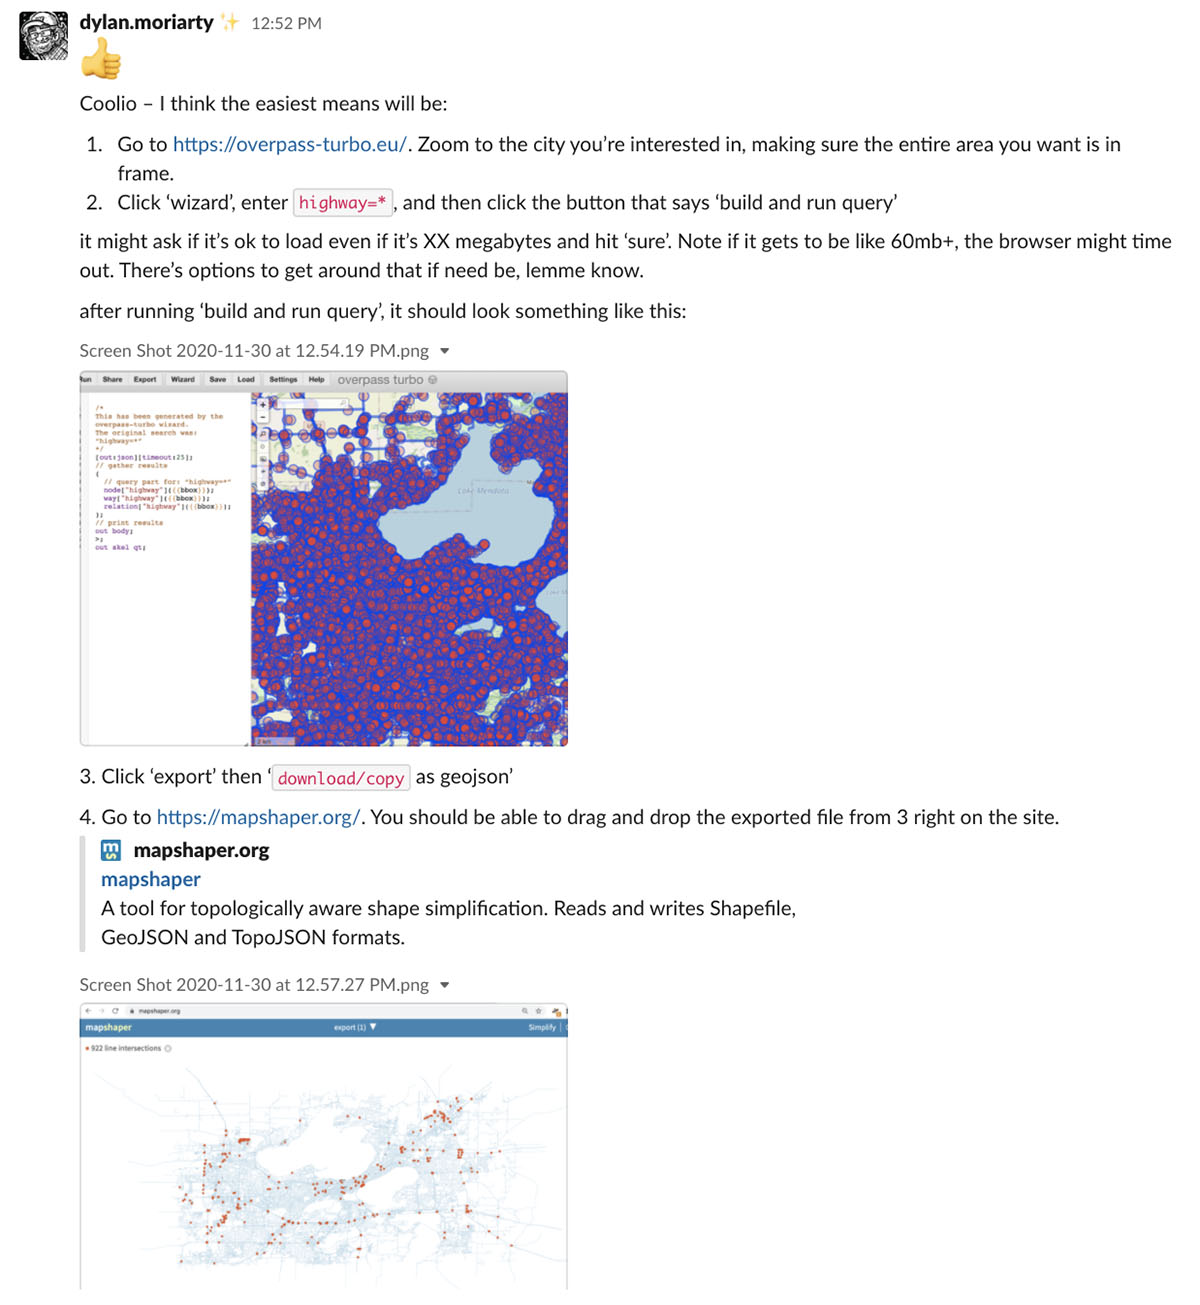 dylan.moriarty ✨ 12:52 PM
👍
Coolio – I think the easiest means will be:
1. Go to https://overpass-turbo.eu/. Zoom to the city you’re interested in, making sure the entire area you want is in
frame.
2. Click ‘wizard’, enter highway=* , and then click the button that says ‘build and run query’
it might ask if it’s ok to load even if it’s XX megabytes and hit ‘sure’. Note if it gets to be like 60mb+, the browser might time
out. There’s options to get around that if need be, lemme know.
after running ‘build and run query’, it should look something like this:
Screen Shot 2020-11-30 at 12.54.19 PM.png
Run Share Export Wizard Save Load Settings Help overpass turbo
/*
This has been generated by the
overpass-turbo wizard.
The original search was:
"highway=*"
*/
[out:json][timeout:25];
// gather results
(
// query part for: "highway=*"
node["highway"]({{bbox}});
way["highway"]({{bbox}});
relation["highway"]({{bbox}});
);
// print results
out body;
>;
out skel qt;
Lake Mendota
2 km
3. Click ‘export’ then ‘ download/copy as geojson’
4. Go to https://mapshaper.org/. You should be able to drag and drop the exported file from 3 right on the site.
mapshaper.org
mapshaper
A tool for topologically aware shape simplification. Reads and writes Shapefile,
GeoJSON and TopoJSON formats.
Screen Shot 2020-11-30 at 12.57.27 PM.png
mapshaper.org
mapshaper export (1) ▼ Simplify |
922 line intersections